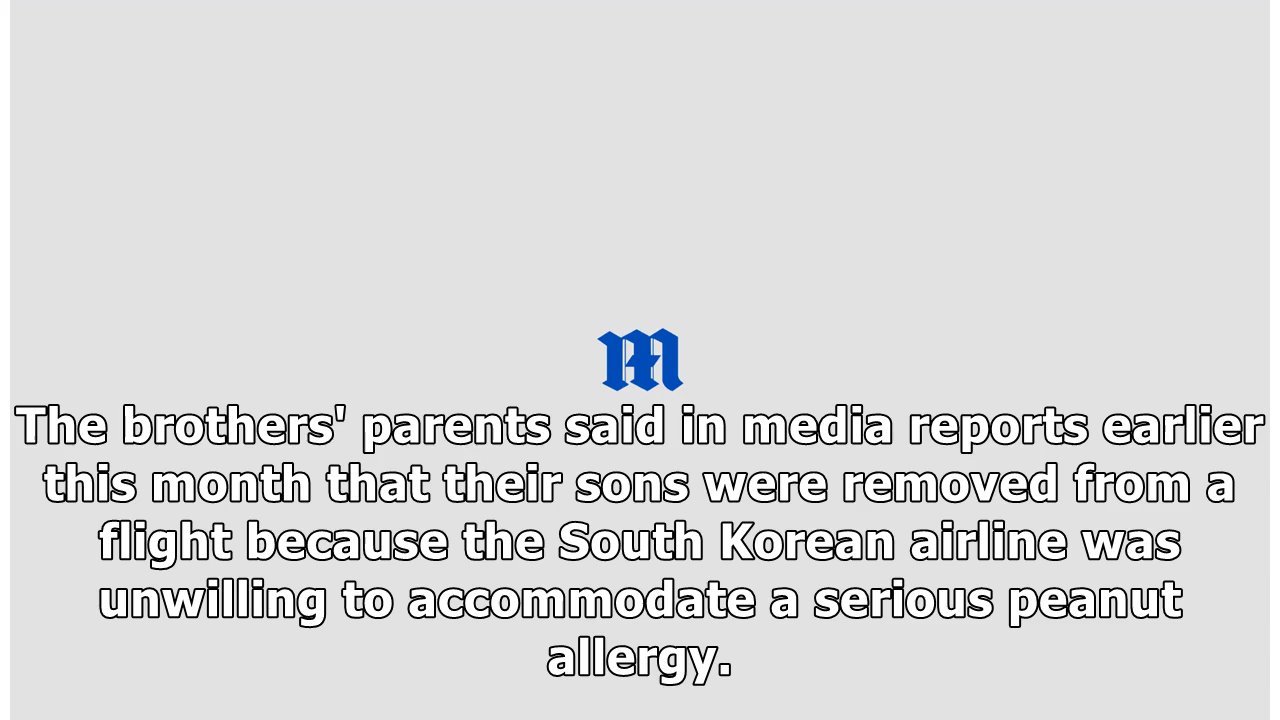 The brothers' parents said in media reports earlier
this month that their sons were removed from a
flight because the South Korean airline was
unwilling to accommodate a serious peanut
allergy.